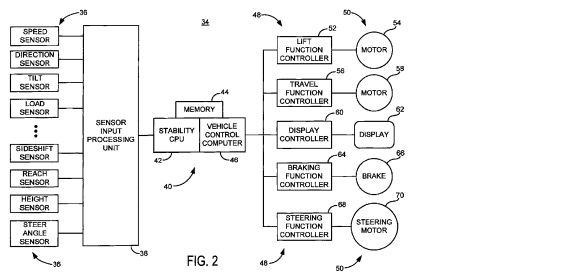 36
34
48
50
SPEED
SENSOR
DIRECTION
SENSOR
TILT
SENSOR
LOAD
SENSOR
SIDESHIFT
SENSOR
REACH
SENSOR
HEIGHT
SENSOR
STEER
ANGLE
SENSOR
36
SENSOR
INPUT
PROCESSING
UNIT
38
44
MEMORY
STABILITY
CPU
VEHICLE
CONTROL
COMPUTER
42
46
40
52
LIFT
FUNCTION
CONTROLLER
54
MOTOR
56
TRAVEL
FUNCTION
CONTROLLER
58
MOTOR
60
DISPLAY
CONTROLLER
62
DISPLAY
64
BRAKING
FUNCTION
CONTROLLER
66
BRAKE
68
STEERING
FUNCTION
CONTROLLER
70
STEERING
MOTOR
48
50
FIG. 2